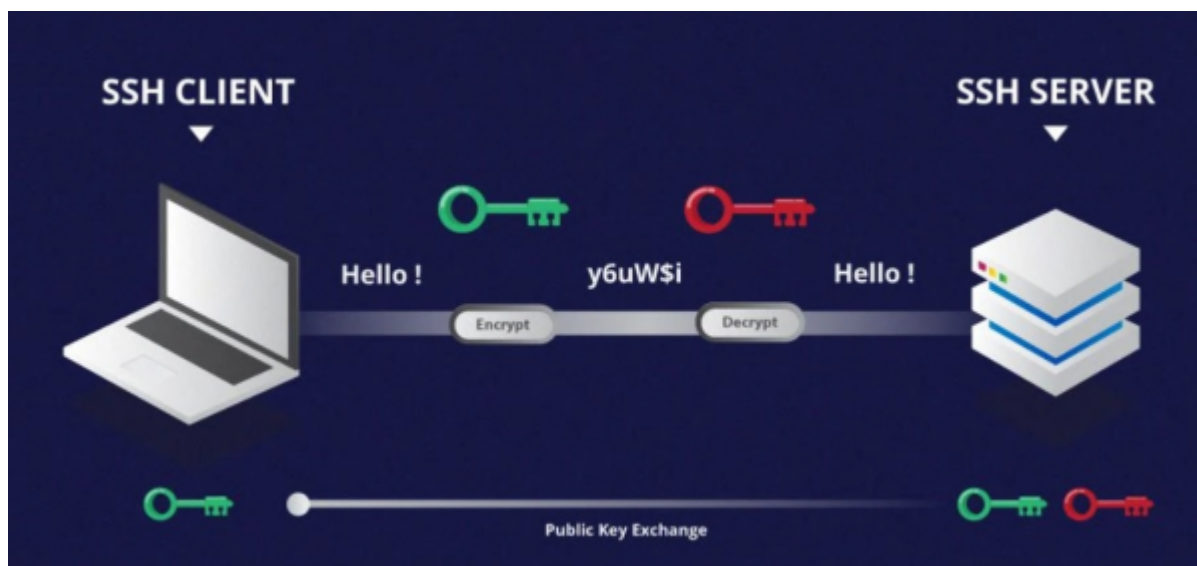 SSH CLIENT
SSH SERVER
Hello !
y6uW$i
Hello !
Encrypt
Decrypt
Public Key Exchange